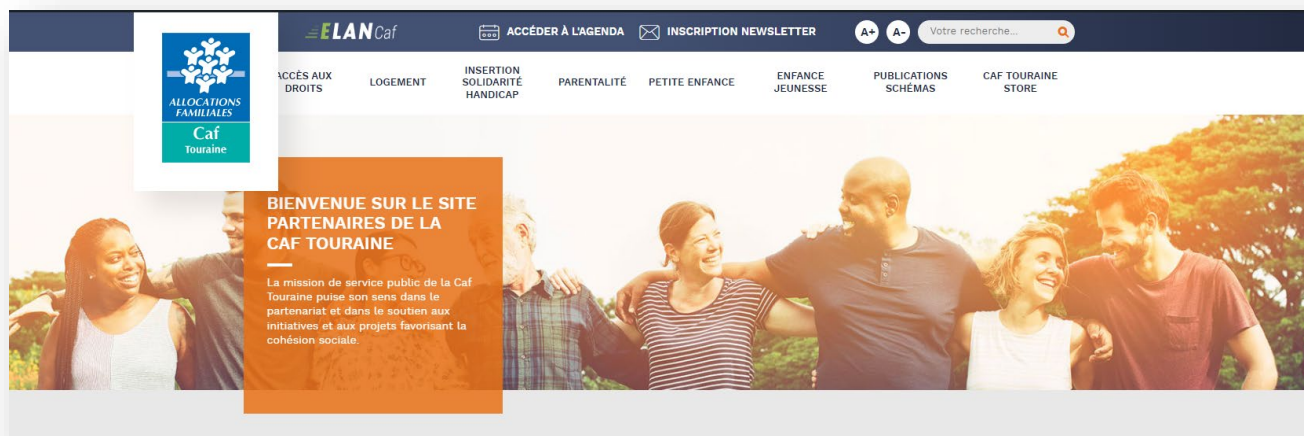 ELANCaf
ACCÉDER À L'AGENDA
INSCRIPTION NEWSLETTER
A+
A-
Votre recherche...
ALLOCATIONS
FAMILIALES
Caf
Touraine
ACCÈS AUX
DROITS
LOGEMENT
INSERTION
SOLIDARITÉ
HANDICAP
PARENTALITÉ
PETITE ENFANCE
ENFANCE
JEUNESSE
PUBLICATIONS
SCHÉMAS
CAF TOURAINE
STORE
BIENVENUE SUR LE SITE
PARTENAIRES DE LA
CAF TOURAINE
La mission de service public de la Caf
Touraine puise son sens dans le
partenariat et dans le soutien aux
initiatives et aux projets favorisant la
cohésion sociale.